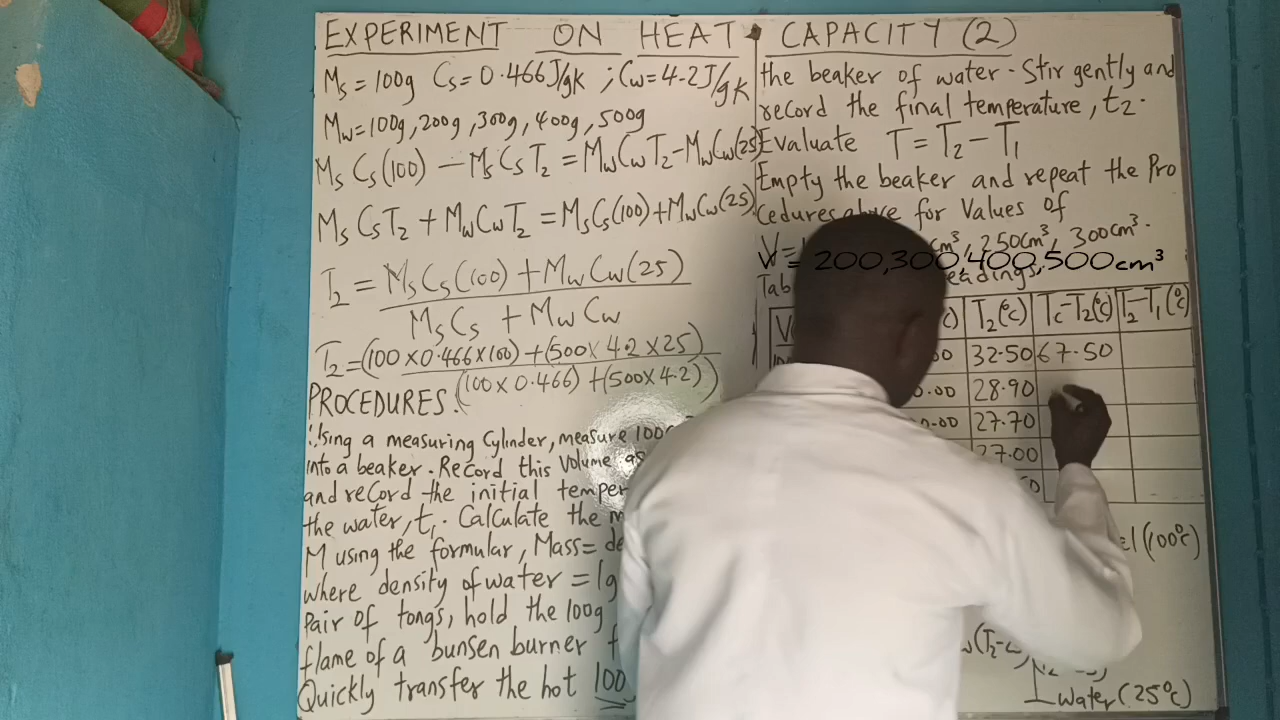 EXPERIMENT ON HEAT CAPACITY (2)
Ms = 100g Cs = 0.466J/gK ; Cw = 4.2J/gK
Mw = 100g, 200g, 300g, 400g, 500g
MsCs(100) - MsCsT2 = MwCwT2 - MwCw(25)
MsCsT2 + MwCwT2 = MsCs(100) + MwCw(25)
T2 = MsCs(100) + MwCw(25)
MsCs + MwCw
T2 = (100 x 0.466 x 100) + (500 x 4.2 x 25)
(100 x 0.466) + (500 x 4.2)
PROCEDURES.
Using a measuring Cylinder, measure
into a beaker. Record this Volume as
and record the initial
the water, t1. Calculate the
M using the formular, Mass =
where density of water =
Pair of tongs, hold the 100g
flame of a bunsen burner
Quickly transfer the hot 100
the beaker of water. Stir gently and
record the final temperature, t2.
Evaluate T = T2 - T1
Empty the beaker and repeat the Pro
cedures for Values of
V= cm³, 250cm³, 300cm³.
V = 200,300,400,500cm³
T2(°C) Tc-T2(°C) T2-T1(°C)
32.50 67.50
28.90
27.70
27.00
(100°C)
Water (25°C)